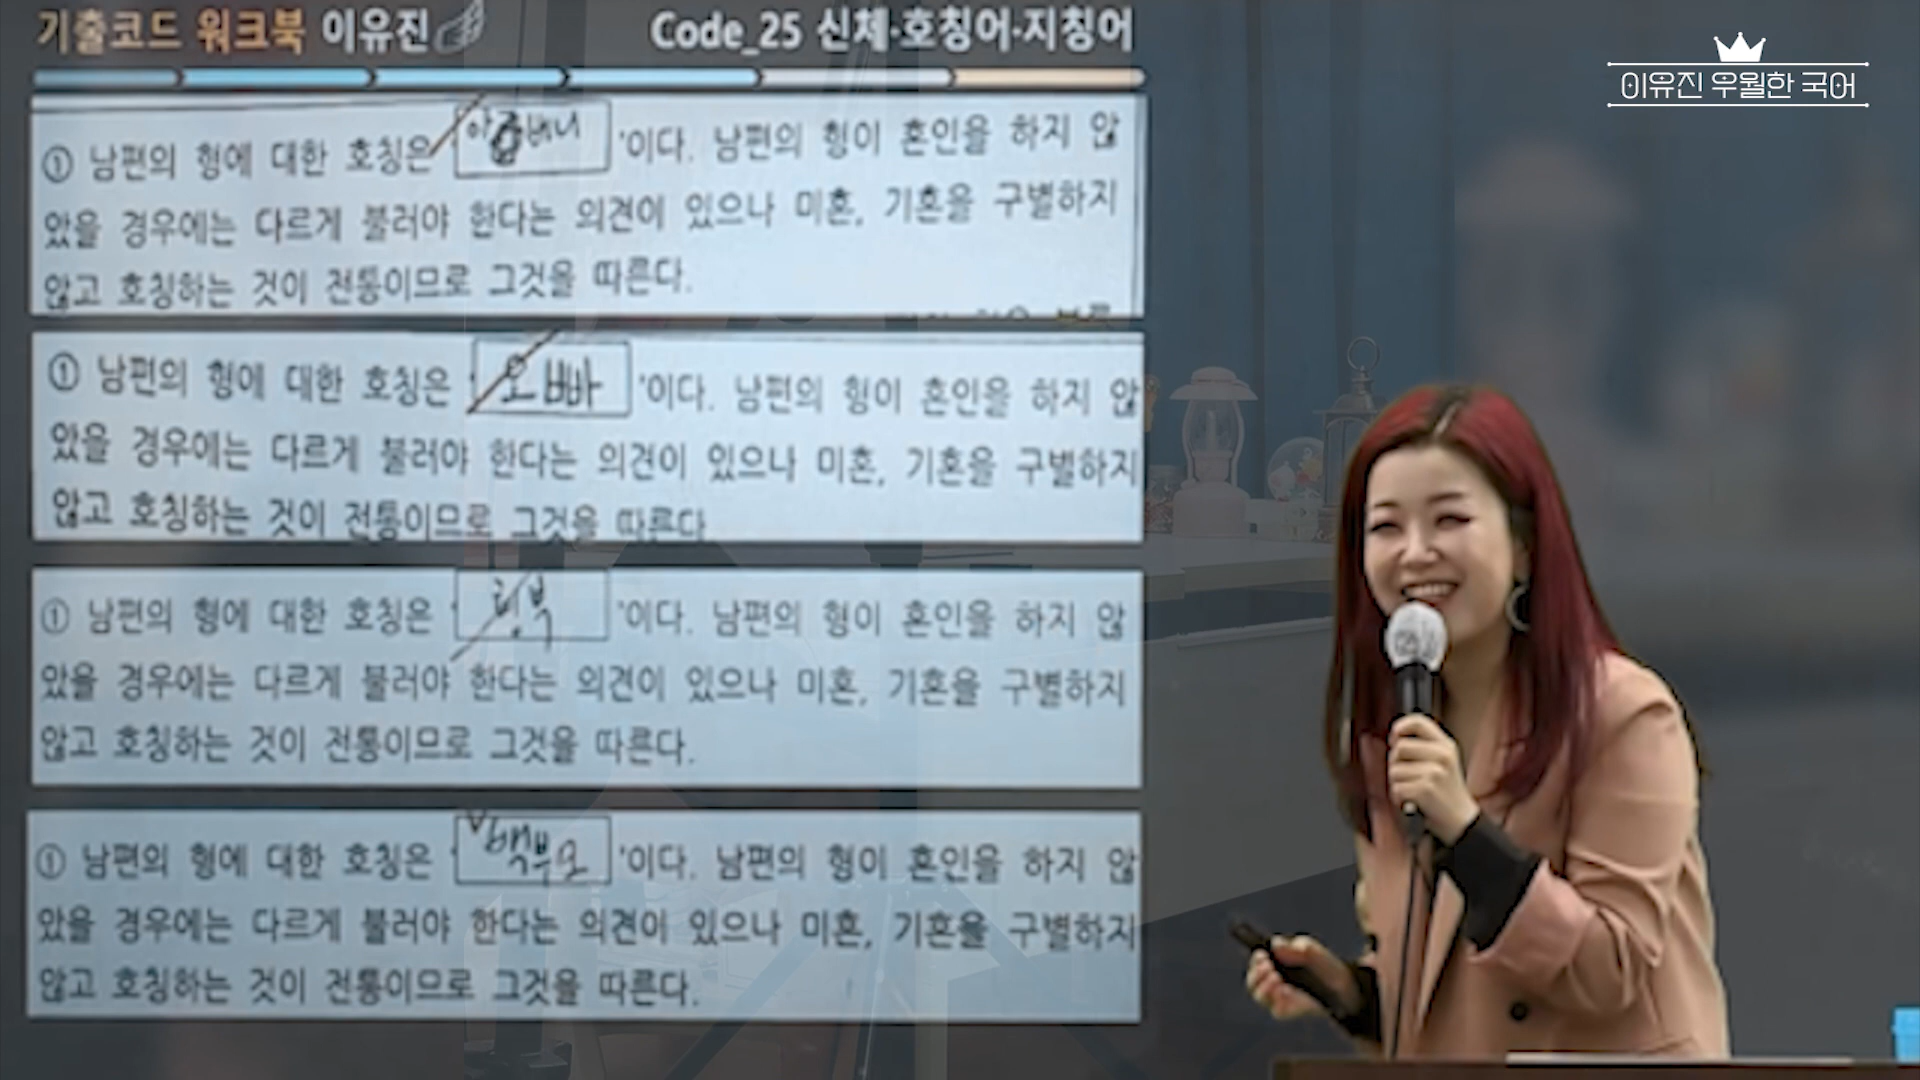 기출코드 워크북 이유진
Code_25 신체·호칭어·지칭어
이유진 우월한 국어
① 남편의 형에 대한 호칭은 '이다. 남편의 형이 혼인을 하지 않
았을 경우에는 다르게 불러야 한다는 의견이 있으나 미혼, 기혼을 구별하지
않고 호칭하는 것이 전통이므로 그것을 따른다.
① 남편의 형에 대한 호칭은 '오빠'이다. 남편의 형이 혼인을 하지 않
았을 경우에는 다르게 불러야 한다는 의견이 있으나 미혼, 기혼을 구별하지
않고 호칭하는 것이 전통이므로 그것을 따른다
① 남편의 형에 대한 호칭은 '이다. 남편의 형이 혼인을 하지 않
았을 경우에는 다르게 불러야 한다는 의견이 있으나 미혼, 기혼을 구별하지
않고 호칭하는 것이 전통이므로 그것을 따른다.
① 남편의 형에 대한 호칭은 '백부모'이다. 남편의 형이 혼인을 하지 않
았을 경우에는 다르게 불러야 한다는 의견이 있으나 미혼, 기혼을 구별하지
않고 호칭하는 것이 전통이므로 그것을 따른다.